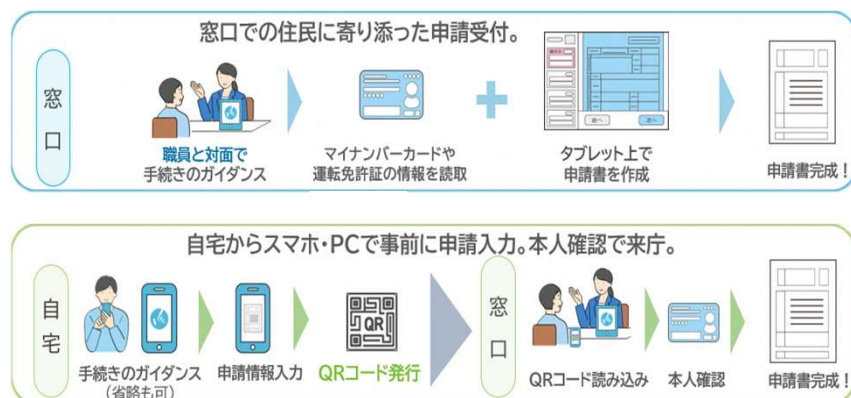 窓口での住民に寄り添った申請受付。
窓口
職員と対面で
手続きのガイダンス
マイナンバーカードや
運転免許証の情報を読取
前へ
次へ
タブレット上で
申請書を作成
申請書完成！
自宅からスマホ・PCで事前に申請入力。本人確認で来庁。
自宅
手続きのガイダンス
(省略も可)
申請情報入力
QR
QRコード発行
窓口
QRコード読み込み
本人確認
申請書完成！